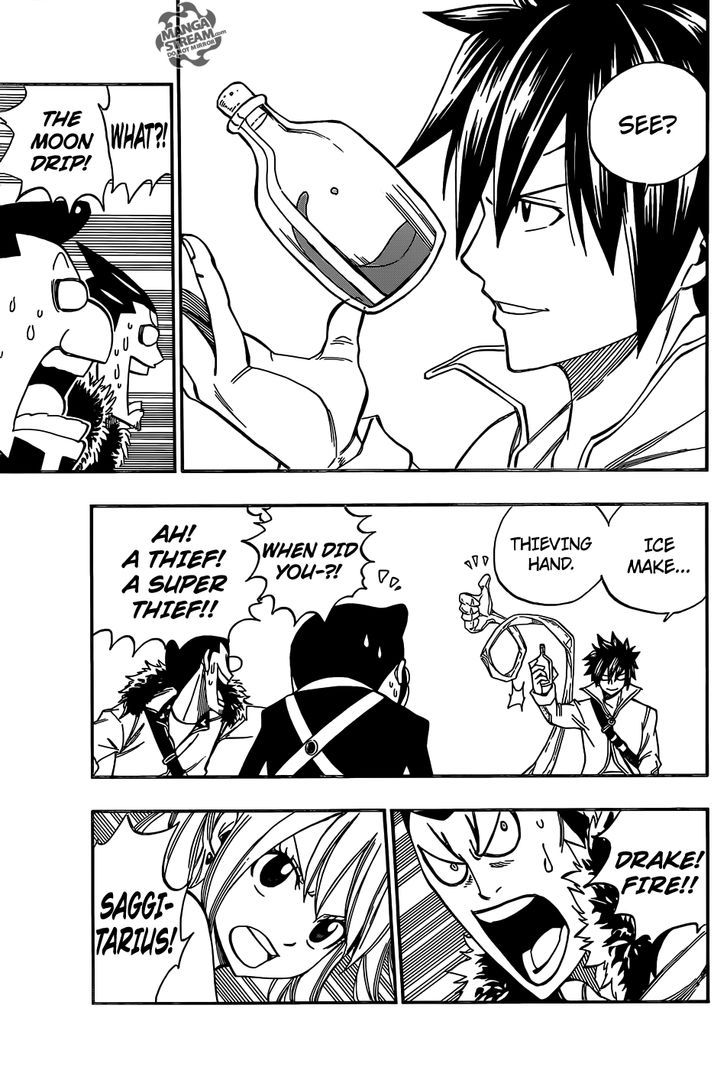 MANGA
STREAM.com
DO NOT MIRROR
SEE?
WHAT?!
THE
MOON
DRIP!
ICE
MAKE...
THIEVING
HAND.
WHEN DID
YOU-?!
AH!
A THIEF!
A SUPER
THIEF!!
DRAKE!
FIRE!!
SAGGI-
TARIUS!